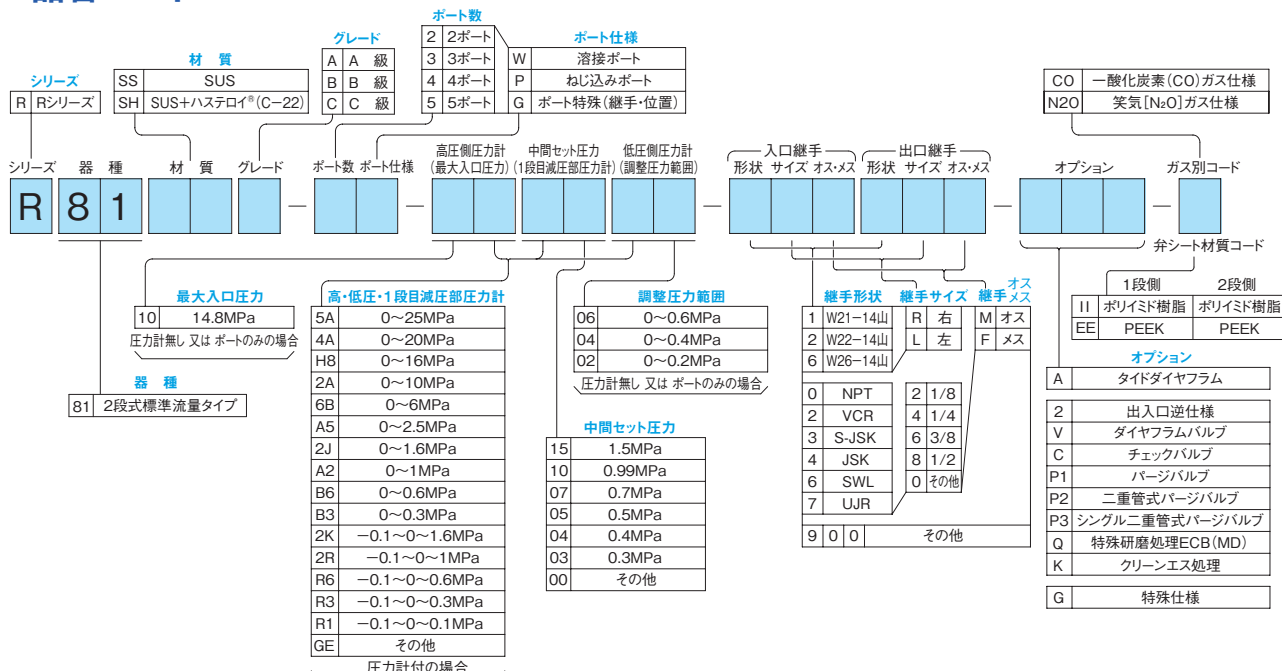 ポート数
2 2ポート
3 3ポート
4 4ポート
5 5ポート
ポート仕様
W 溶接ポート
P ねじ込みポート
G ポート特殊(継手・位置)
グレード
A A 級
B B 級
C C 級
材 質
SS SUS
SH SUS+ハステロイ®(C-22)
シリーズ
R Rシリーズ
CO 一酸化炭素(CO)ガス仕様
N2O 笑気[N₂O]ガス仕様
シリーズ 器 種 材 質 グレード ポート数 ポート仕様
高圧側圧力計 中間セット圧力 低圧側圧力計
(最大入口圧力) (1段目減圧部圧力計) (調整圧力範囲)
入口継手 出口継手
形状 サイズ オス・メス 形状 サイズ オス・メス
オプション ガス別コード
R 8 1 — — — — —
弁シート材質コード
1段側 2段側
II ポリイミド樹脂 ポリイミド樹脂
EE PEEK PEEK
最大入口圧力
10 14.8MPa
圧力計無し 又は ポートのみの場合
器 種
81 2段式標準流量タイプ
高・低圧・1段目減圧部圧力計
5A 0〜25MPa
4A 0〜20MPa
H8 0〜16MPa
2A 0〜10MPa
6B 0〜6MPa
A5 0〜2.5MPa
2J 0〜1.6MPa
A2 0〜1MPa
B6 0〜0.6MPa
B3 0〜0.3MPa
2K −0.1〜0〜1.6MPa
2R −0.1〜0〜1MPa
R6 −0.1〜0〜0.6MPa
R3 −0.1〜0〜0.3MPa
R1 −0.1〜0〜0.1MPa
GE その他
圧力計付の場合
調整圧力範囲
06 0〜0.6MPa
04 0〜0.4MPa
02 0〜0.2MPa
圧力計無し 又は ポートのみの場合
中間セット圧力
15 1.5MPa
10 0.99MPa
07 0.7MPa
05 0.5MPa
04 0.4MPa
03 0.3MPa
00 その他
継手形状
1 W21-14山
2 W22-14山
6 W26-14山
0 NPT
2 VCR
3 S-JSK
4 JSK
6 SWL
7 UJR
9 0 0 その他
継手サイズ
R 右
L 左
2 1/8
4 1/4
6 3/8
8 1/2
0 その他
継手 オス メス
M オス
F メス
オプション
A タイドダイヤフラム
2 出入口逆仕様
V ダイヤフラムバルブ
C チェックバルブ
P1 パージバルブ
P2 二重管式パージバルブ
P3 シングル二重管式パージバルブ
Q 特殊研磨処理ECB(MD)
K クリーンエス処理
G 特殊仕様